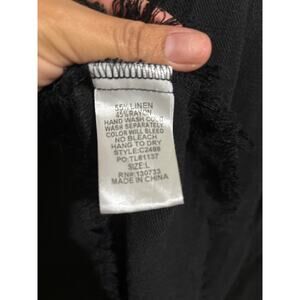 55% LINEN
45% RAYON
HAND WASH COLD
WASH SEPARATELY
COLOR WILL BLEED
NO BLEACH
HANG TO DRY
STYLE:C2498
PO:TL61137
SIZE:L
RN#:130733
MADE IN CHINA